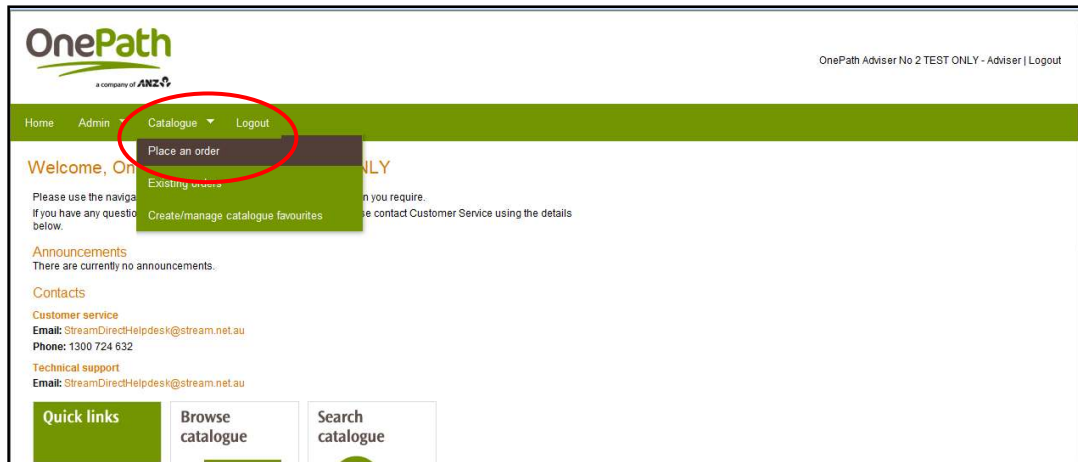 OnePath
a company of ANZ
OnePath Adviser No 2 TEST ONLY - Adviser | Logout
Home Admin Catalogue Logout
Place an order
Existing orders
Create/manage catalogue favourites
Welcome, On NLY
Please use the naviga n you require.
If you have any questio se contact Customer Service using the details
below.
Announcements
There are currently no announcements.
Contacts
Customer service
Email: StreamDirectHelpdesk@stream.net.au
Phone: 1300 724 632
Technical support
Email: StreamDirectHelpdesk@stream.net.au
Quick links
Browse
catalogue
Search
catalogue